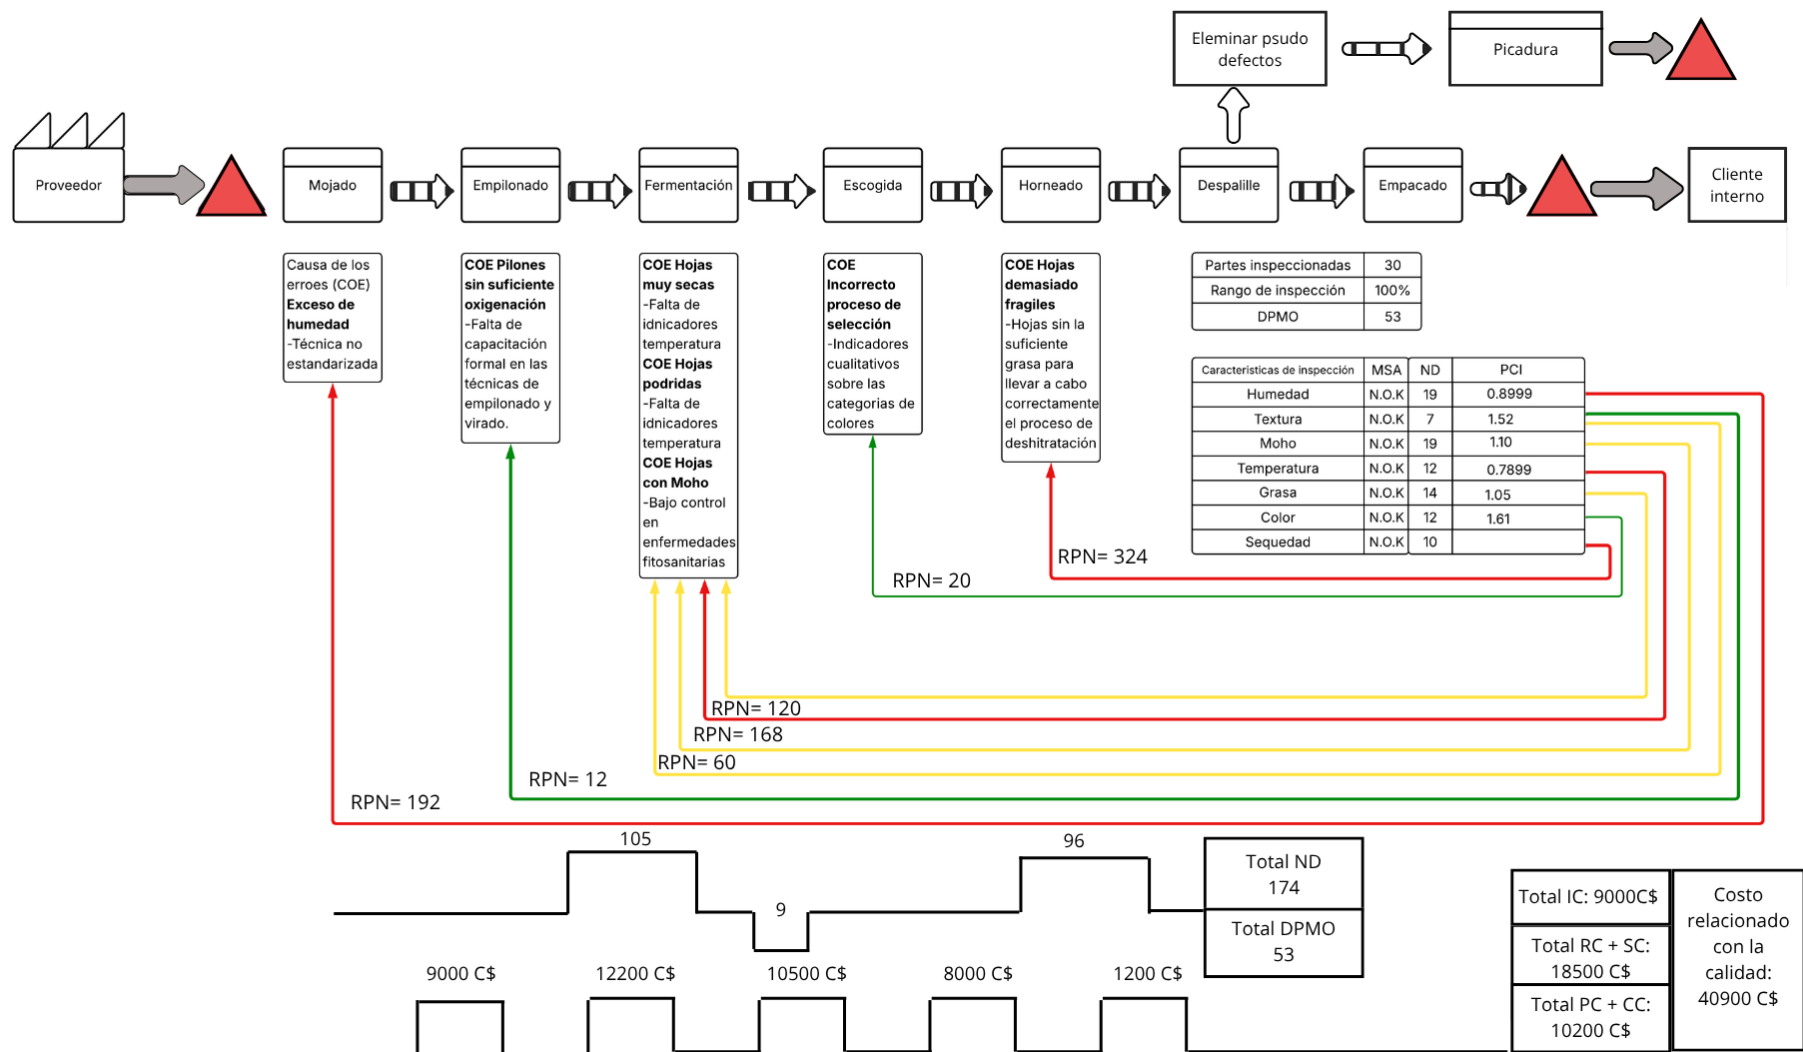 Eleminar psudo
defectos
Picadura
Proveedor
Mojado
Empilonado
Fermentación
Escogida
Horneado
Despalille
Empacado
Cliente
interno
Causa de los
erroes (COE)
Exceso de
humedad
-Técnica no
estandarizada
COE Pilones
sin suficiente
oxigenación
-Falta de
capacitación
formal en las
técnicas de
empilonado y
virado.
COE Hojas
muy secas
-Falta de
idnicadores
temperatura
COE Hojas
podridas
-Falta de
idnicadores
temperatura
COE Hojas
con Moho
-Bajo control
en
enfermedades
fitosanitarias
COE
Incorrecto
proceso de
selección
-Indicadores
cualitativos
sobre las
categorias de
colores
COE Hojas
demasiado
fragiles
-Hojas sin la
suficiente
grasa para
llevar a cabo
correctamente
el proceso de
deshitratación
Partes inspeccionadas 30
Rango de inspección 100%
DPMO 53
Caracteristicas de inspección MSA ND PCI
Humedad N.O.K 19 0.8999
Textura N.O.K 7 1.52
Moho N.O.K 19 1.10
Temperatura N.O.K 12 0.7899
Grasa N.O.K 14 1.05
Color N.O.K 12 1.61
Sequedad N.O.K 10
RPN= 324
RPN= 20
RPN= 120
RPN= 168
RPN= 60
RPN= 12
RPN= 192
105
9
96
Total ND
174
Total DPMO
53
9000 C$
12200 C$
10500 C$
8000 C$
1200 C$
Total IC: 9000C$
Total RC + SC:
18500 C$
Total PC + CC:
10200 C$
Costo
relacionado
con la
calidad:
40900 C$